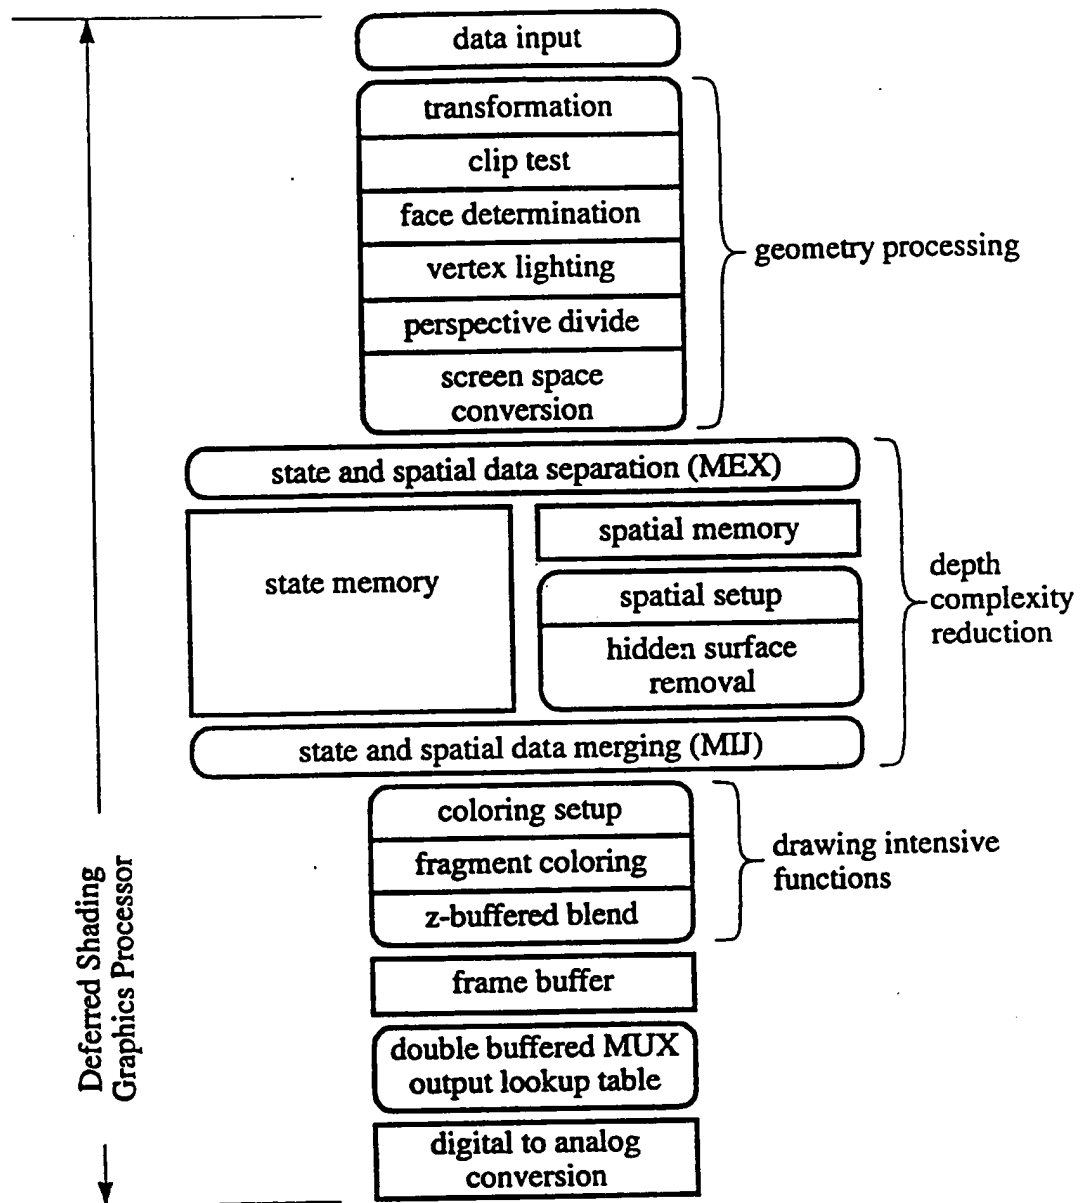 data input
transformation
clip test
face determination
vertex lighting
perspective divide
screen space
conversion
geometry processing
state and spatial data separation (MEX)
state memory
spatial memory
spatial setup
hidden surface
removal
depth
complexity
reduction
state and spatial data merging (MIJ)
coloring setup
fragment coloring
z-buffered blend
drawing intensive
functions
frame buffer
double buffered MUX
output lookup table
digital to analog
conversion
Deferred Shading
Graphics Processor